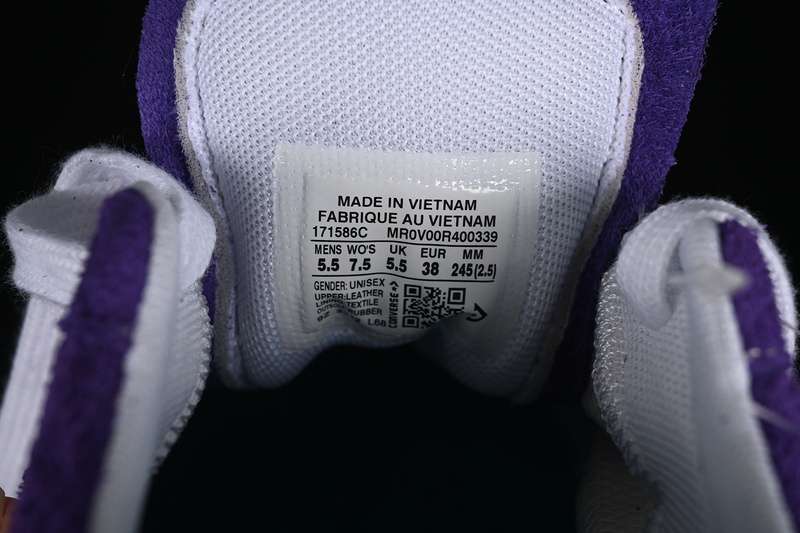 MADE IN VIETNAM
FABRIQUE AU VIETNAM
171586C MR0V00R400339
MENS WO'S UK EUR MM
5.5 7.5 5.5 38 245(2.5)
GENDER: UNISEX
UPPER: LEATHER
TEXTILE
RUBBER
L68
CONVERSE